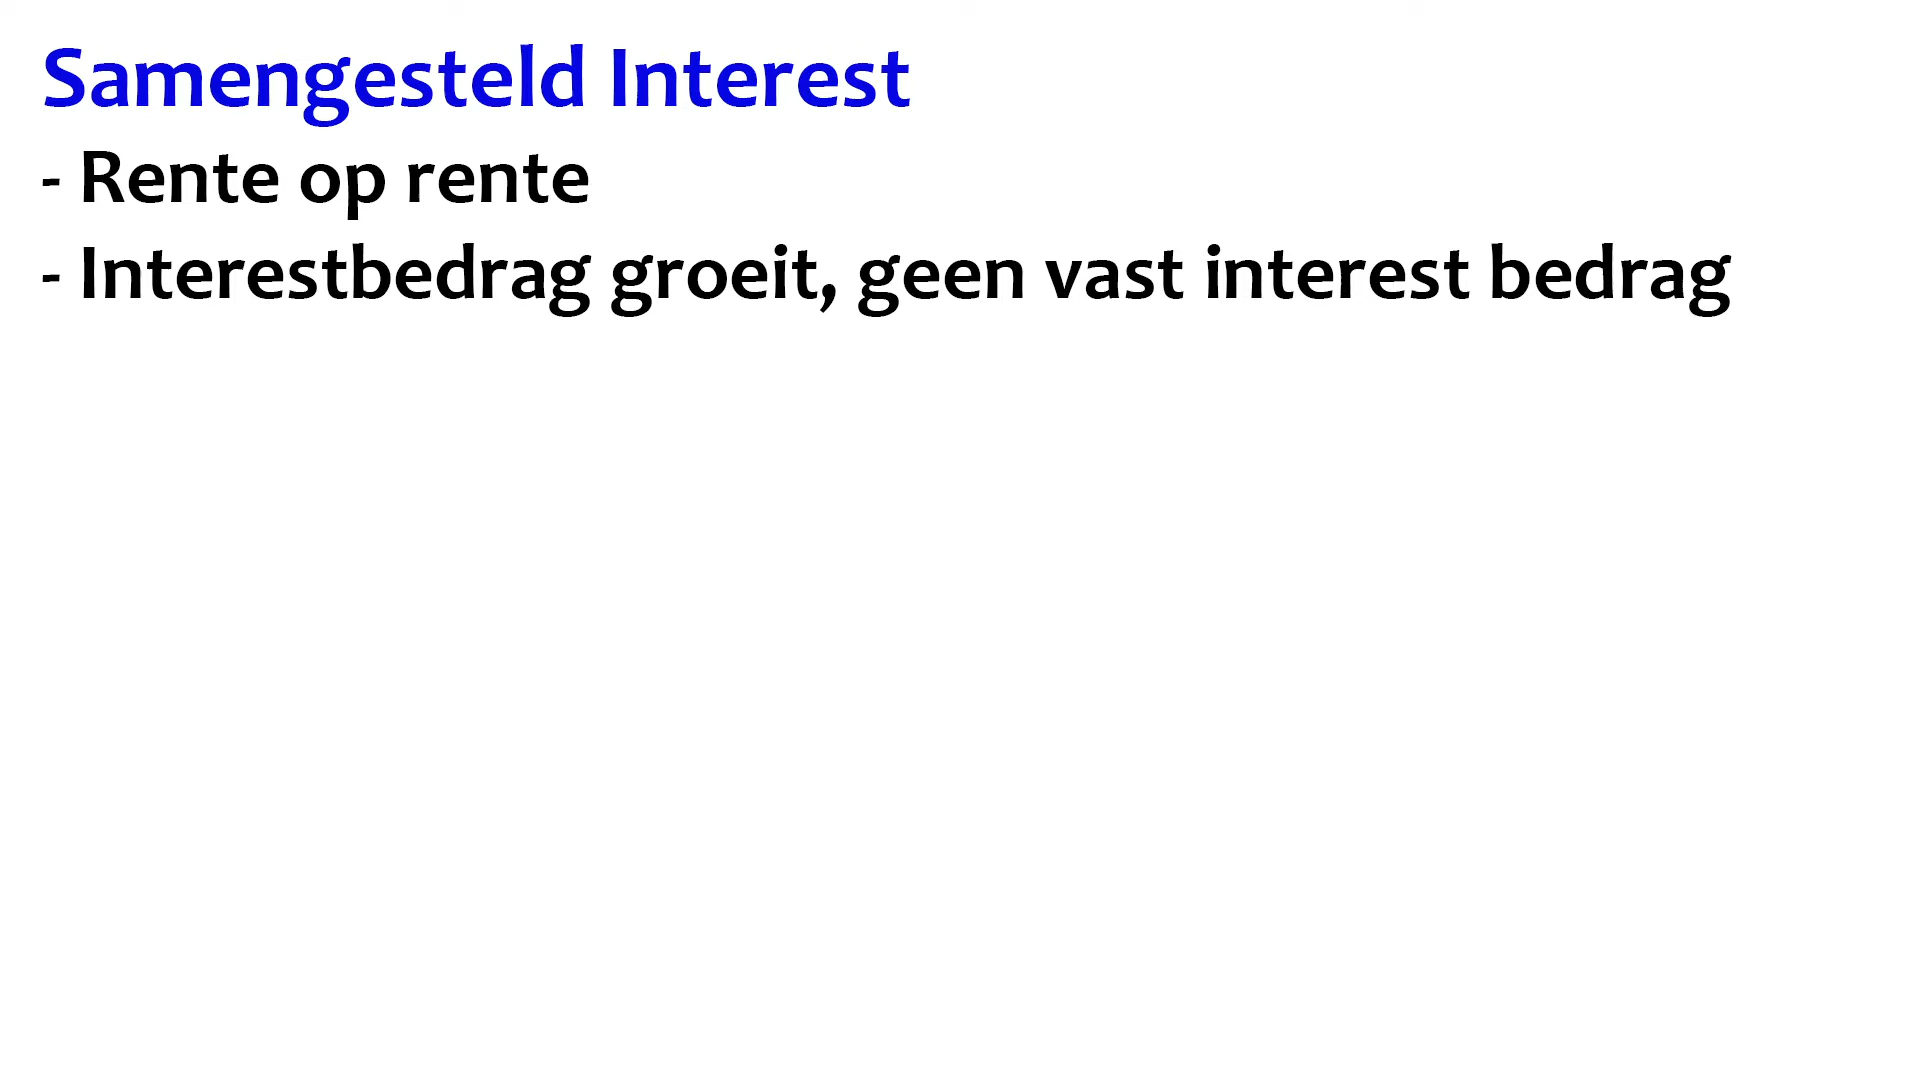 Samengesteld Interest
- Rente op rente
- Interestbedrag groeit, geen vast interest bedrag